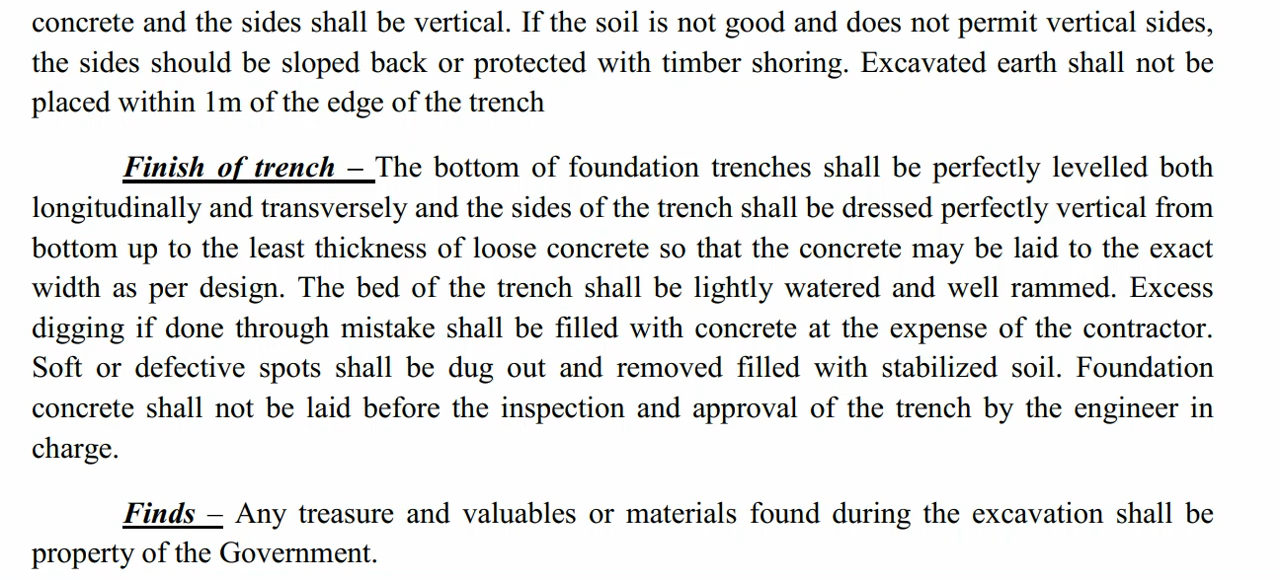 concrete and the sides shall be vertical. If the soil is not good and does not permit vertical sides,
the sides should be sloped back or protected with timber shoring. Excavated earth shall not be
placed within 1m of the edge of the trench
Finish of trench – The bottom of foundation trenches shall be perfectly levelled both
longitudinally and transversely and the sides of the trench shall be dressed perfectly vertical from
bottom up to the least thickness of loose concrete so that the concrete may be laid to the exact
width as per design. The bed of the trench shall be lightly watered and well rammed. Excess
digging if done through mistake shall be filled with concrete at the expense of the contractor.
Soft or defective spots shall be dug out and removed filled with stabilized soil. Foundation
concrete shall not be laid before the inspection and approval of the trench by the engineer in
charge.
Finds – Any treasure and valuables or materials found during the excavation shall be
property of the Government.